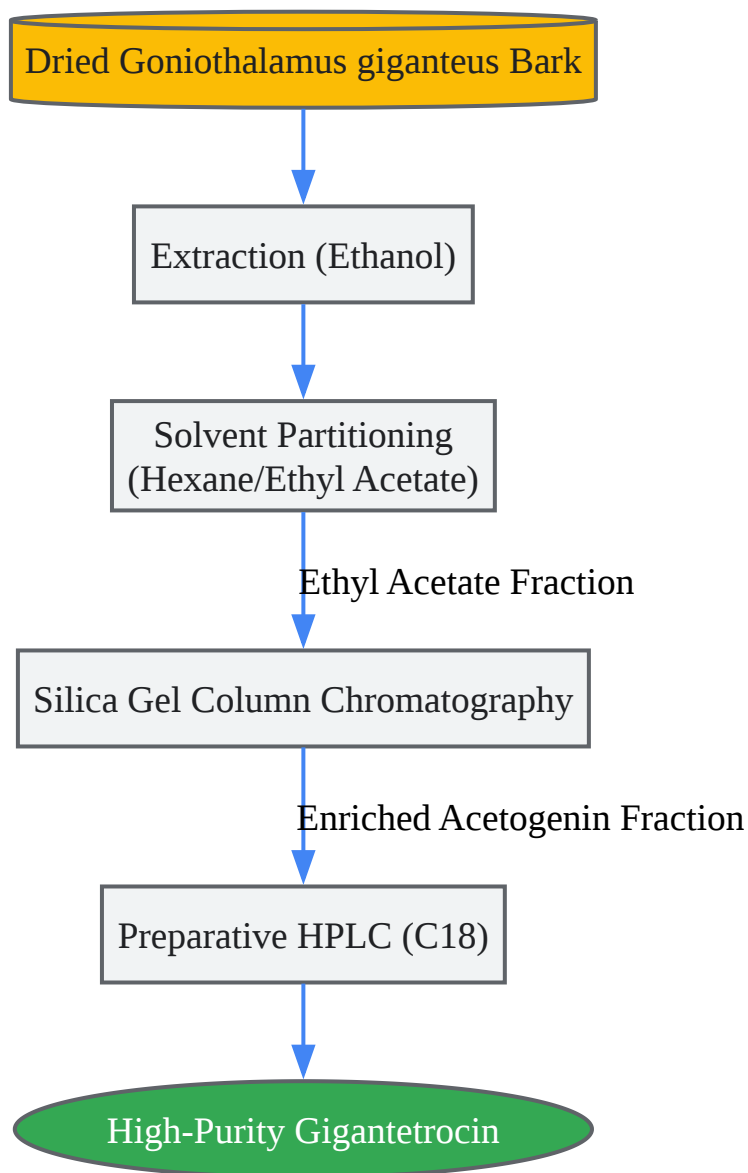 Dried Goniothalamus giganteus Bark
Extraction (Ethanol)
Solvent Partitioning
(Hexane/Ethyl Acetate)
Ethyl Acetate Fraction
Silica Gel Column Chromatography
Enriched Acetogenin Fraction
Preparative HPLC (C18)
High-Purity Gigantetrocin